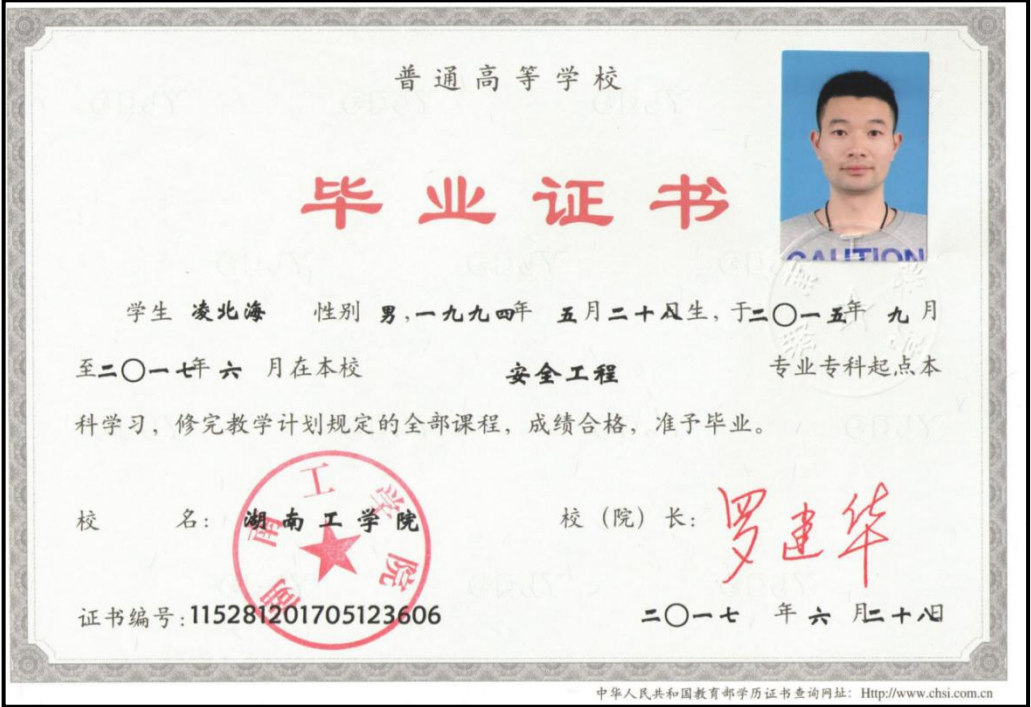 普通高等学校
毕业证书
CAUTION
学生 凌北海 性别 男,一九九四年 五月二十八生,于二〇一五年 九月
至二〇一七年 六 月在本校 安全工程 专业专科起点本
科学习，修完教学计划规定的全部课程，成绩合格，准予毕业。
校 名：湖南工学院 校（院）长：罗建华
湖南工学院
证书编号:115281201705123606 二〇一七 年 六 月二十八日
中华人民共和国教育部学历证书查询网址：Http://www.chsi.com.cn